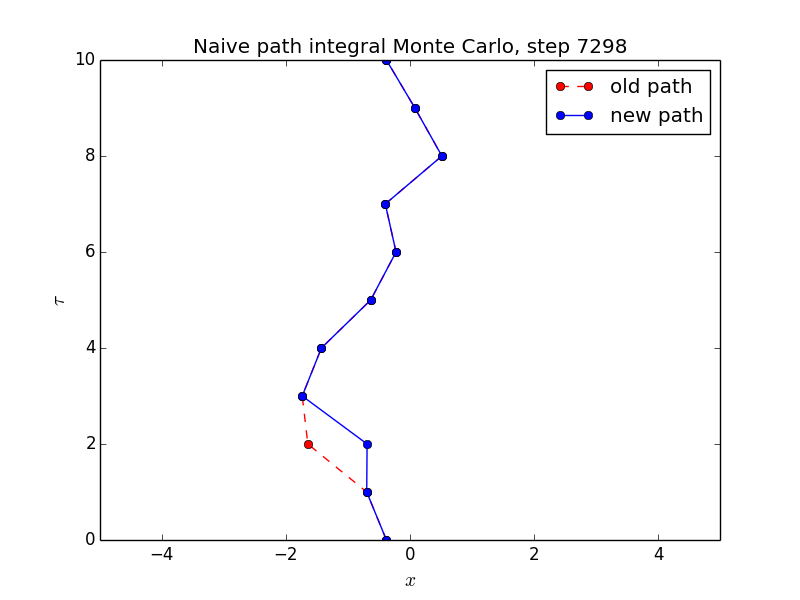 Naive path integral Monte Carlo, step 7298
old path
new path
10
8
6
4
2
0
τ
−4 −2 0 2 4
x